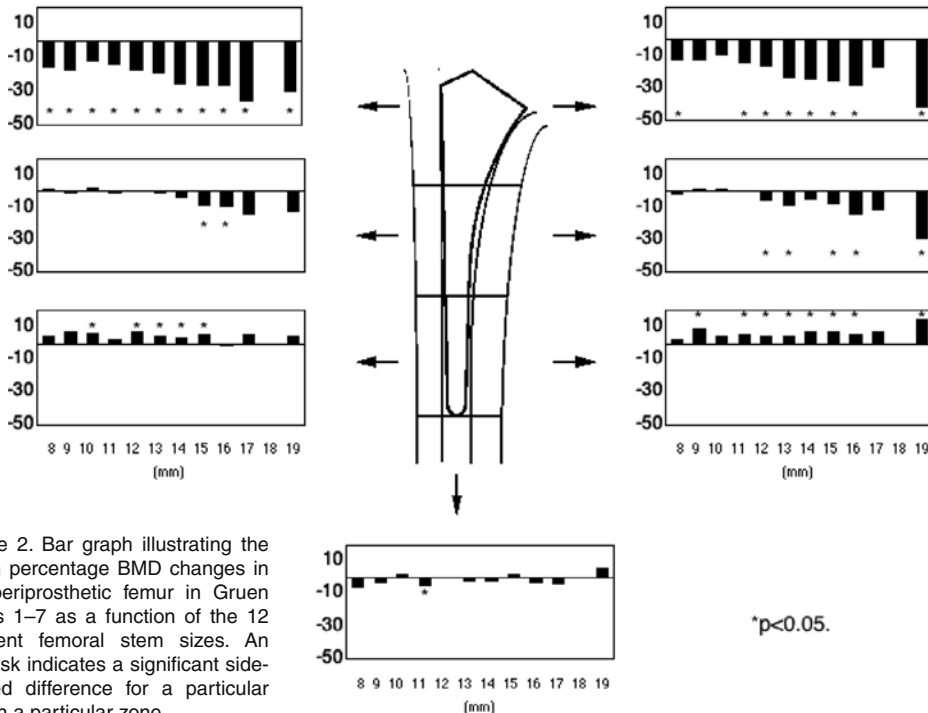 10
-10
-30
* * * * * * * * * * *
-50
10
-10
-30
* * * * * * * *
-50
10
-10
* *
-30
-50
10
-10
-30
* * * * *
-50
* * * * *
10
-10
-30
-50
8 9 10 11 12 13 14 15 16 17 18 19
(mm)
* * * * * * * *
10
-10
-30
-50
8 9 10 11 12 13 14 15 16 17 18 19
(mm)
e 2. Bar graph illustrating the
n percentage BMD changes in
periprosthetic femur in Gruen
s 1–7 as a function of the 12
ent femoral stem sizes. An
sk indicates a significant side-
ed difference for a particular
n a particular zone
10
-10
*
-30
-50
8 9 10 11 12 13 14 15 16 17 18 19
(mm)
*p<0.05.